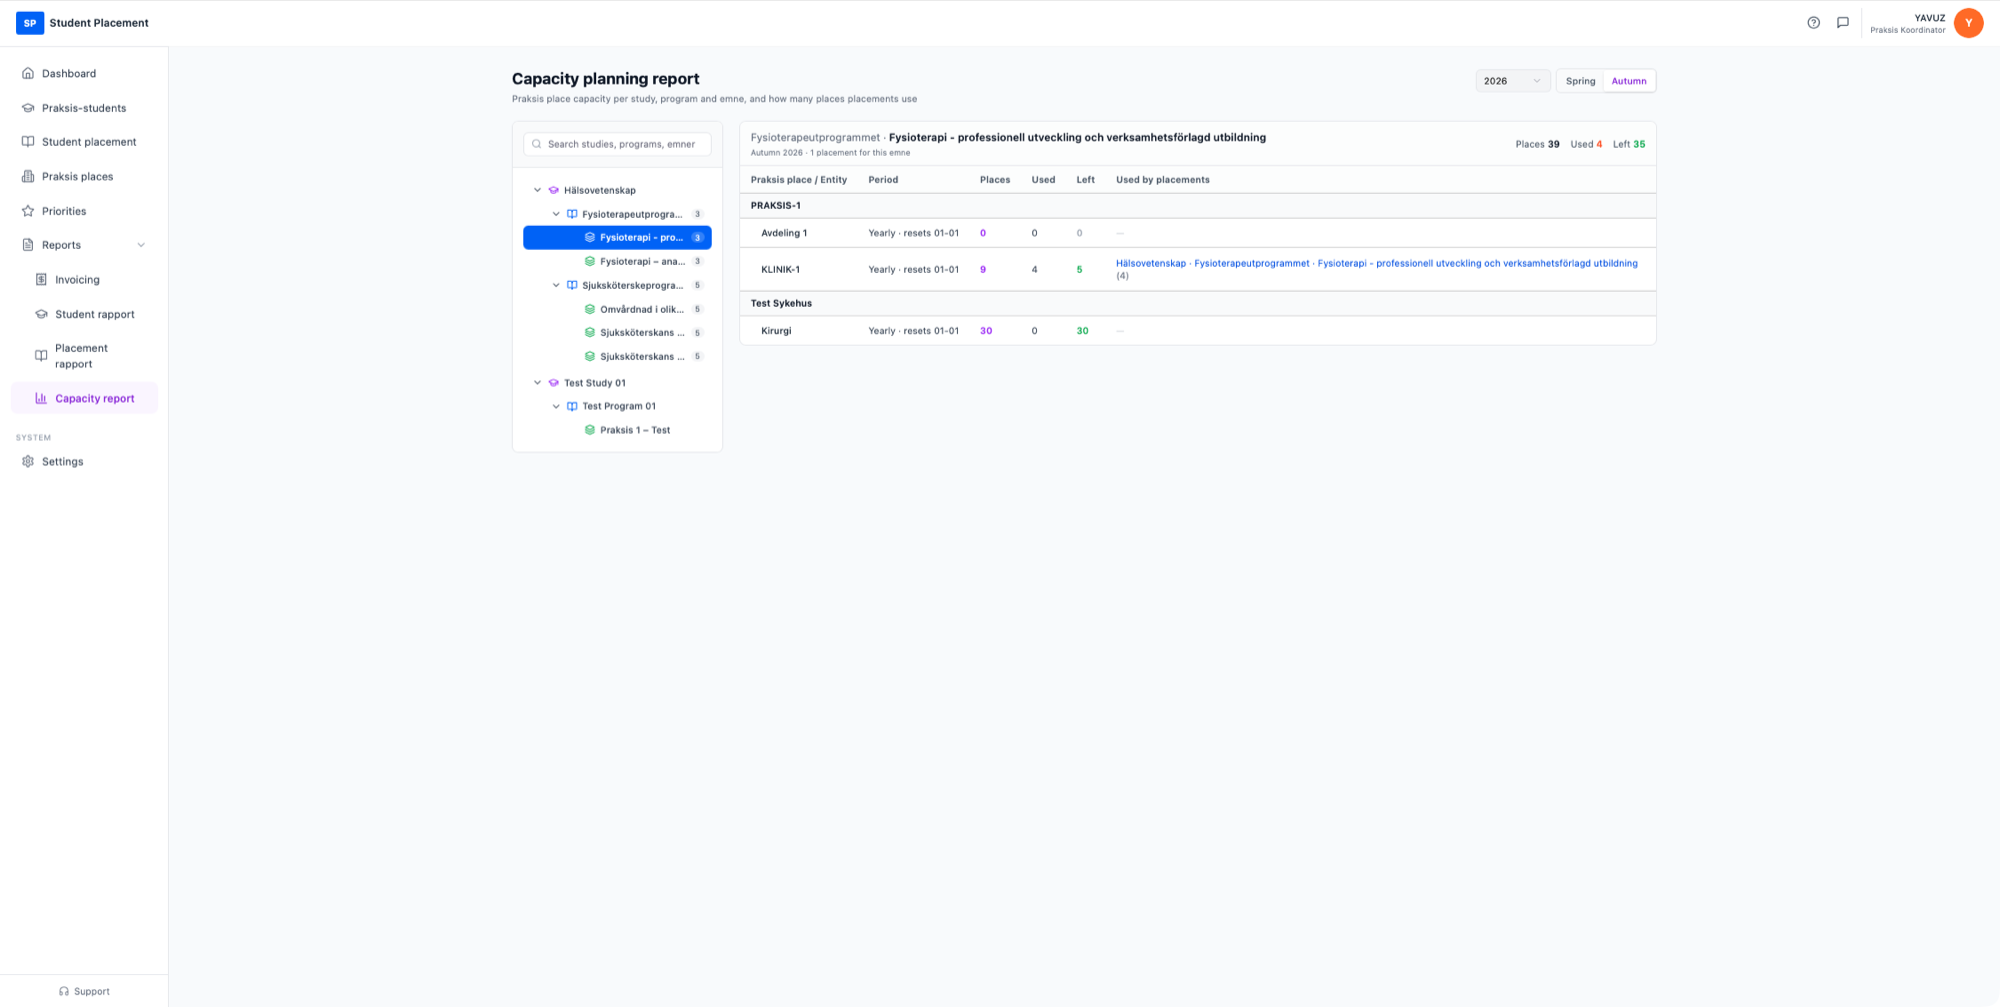 SP Student Placement
YAVUZ
Praksis Koordinator
Y
Dashboard
Praksis-students
Student placement
Praksis places
Priorities
Reports
Invoicing
Student rapport
Placement
rapport
Capacity report
SYSTEM
Settings
Support
Capacity planning report
Praksis place capacity per study, program and emne, and how many places placements use
2026
Spring
Autumn
Search studies, programs, emner
Hälsovetenskap
Fysioterapeutprogra... 3
Fysioterapi - pro... 3
Fysioterapi – ana... 3
Sjuksköterskeprogra... 5
Omvårdnad i olik... 5
Sjuksköterskans ... 5
Sjuksköterskans ... 5
Test Study 01
Test Program 01
Praksis 1 – Test
Fysioterapeutprogrammet · Fysioterapi - professionell utveckling och verksamhetsförlagd utbildning
Autumn 2026 · 1 placement for this emne
Places 39 Used 4 Left 35
Praksis place / Entity Period Places Used Left Used by placements
PRAKSIS-1
Avdeling 1 Yearly · resets 01-01 0 0 0 —
KLINIK-1 Yearly · resets 01-01 9 4 5 Hälsovetenskap · Fysioterapeutprogrammet · Fysioterapi - professionell utveckling och verksamhetsförlagd utbildning
(4)
Test Sykehus
Kirurgi Yearly · resets 01-01 30 0 30 —